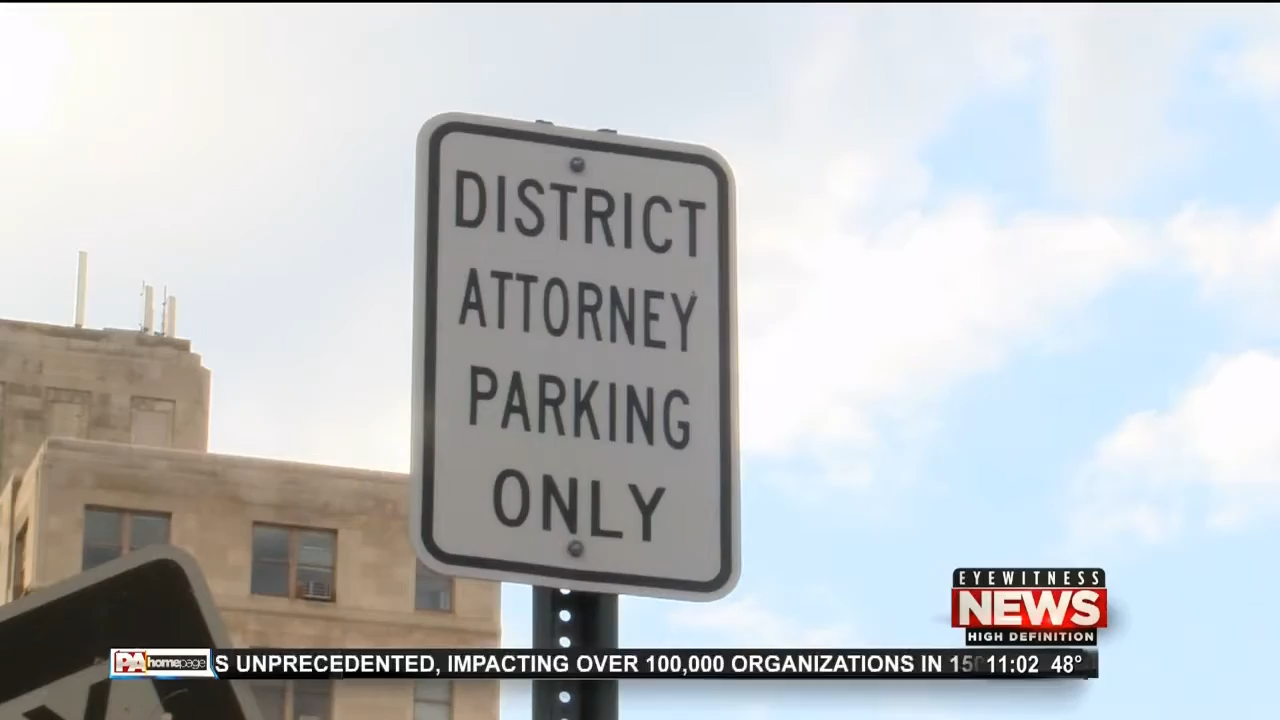 DISTRICT
ATTORNEY
PARKING
ONLY
EYEWITNESS
NEWS
HIGH DEFINITION
PA homepage
S UNPRECEDENTED, IMPACTING OVER 100,000 ORGANIZATIONS IN 15 11:02 48°